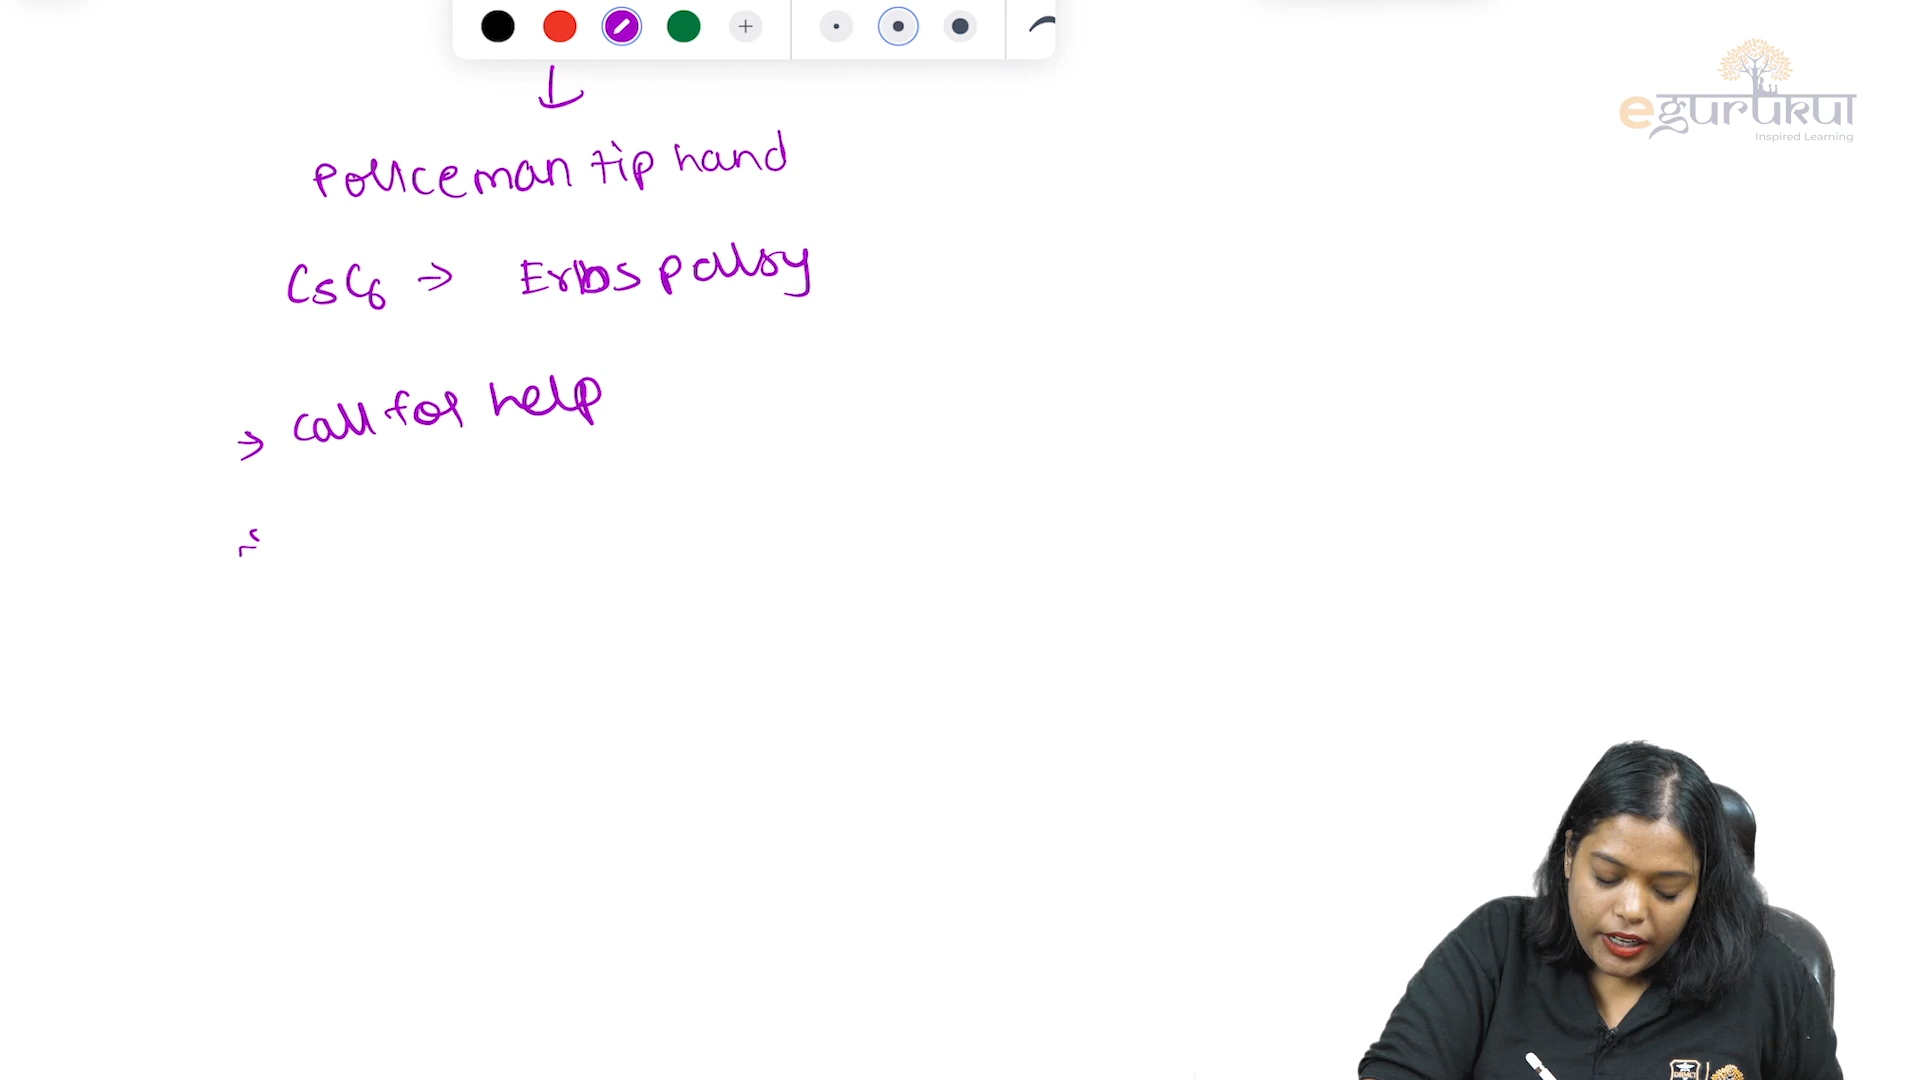 egurukul
Inspired Learning
Policeman tip hand
C5C6 → Erbs palsy
→ Call for help